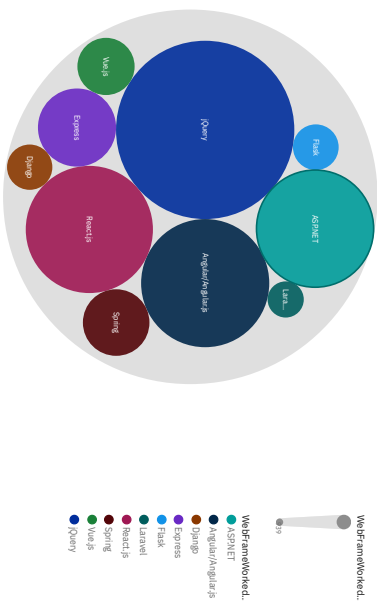 jQuery
Vue.js
Express
Django
React.js
Spring
Angular/Angular.js
Flask
ASP.NET
Lara...
WebFrameWorked..
WebFrameWorked..
ASP.NET
Angular/Angular.js
Django
Express
Flask
Laravel
React.js
Spring
Vue.js
jQuery